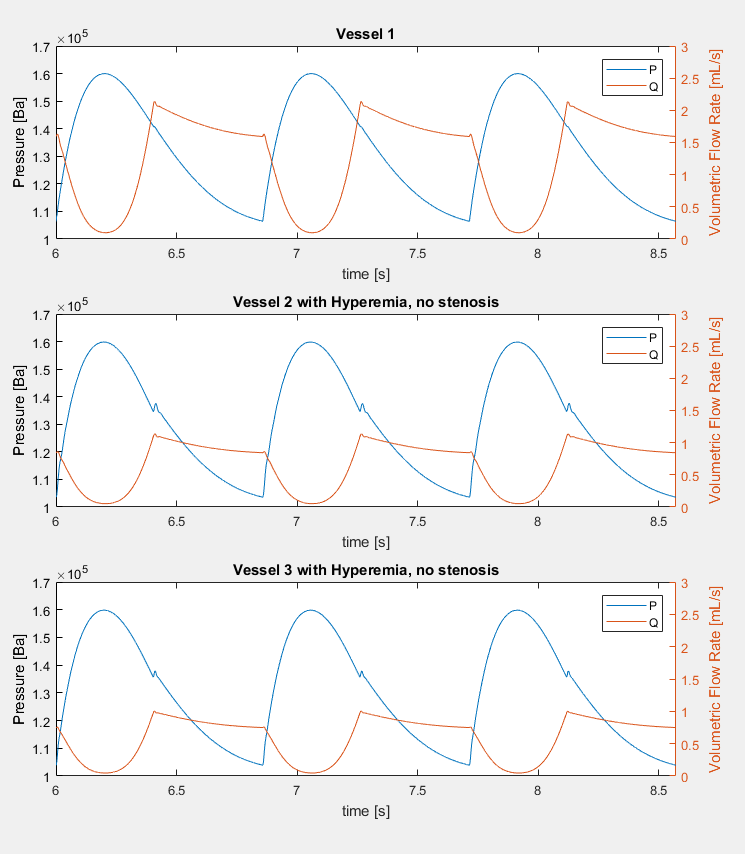 Vessel 1
×10⁵
1.7
1.6
1.5
1.4
1.3
1.2
1.1
1
Pressure [Ba]
3
2.5
2
1.5
1
0.5
0
Volumetric Flow Rate [mL/s]
P
Q
6 6.5 7 7.5 8 8.5
time [s]
Vessel 2 with Hyperemia, no stenosis
×10⁵
1.7
1.6
1.5
1.4
1.3
1.2
1.1
1
Pressure [Ba]
3
2.5
2
1.5
1
0.5
0
Volumetric Flow Rate [mL/s]
P
Q
6 6.5 7 7.5 8 8.5
time [s]
Vessel 3 with Hyperemia, no stenosis
×10⁵
1.7
1.6
1.5
1.4
1.3
1.2
1.1
1
Pressure [Ba]
3
2.5
2
1.5
1
0.5
0
Volumetric Flow Rate [mL/s]
P
Q
6 6.5 7 7.5 8 8.5
time [s]